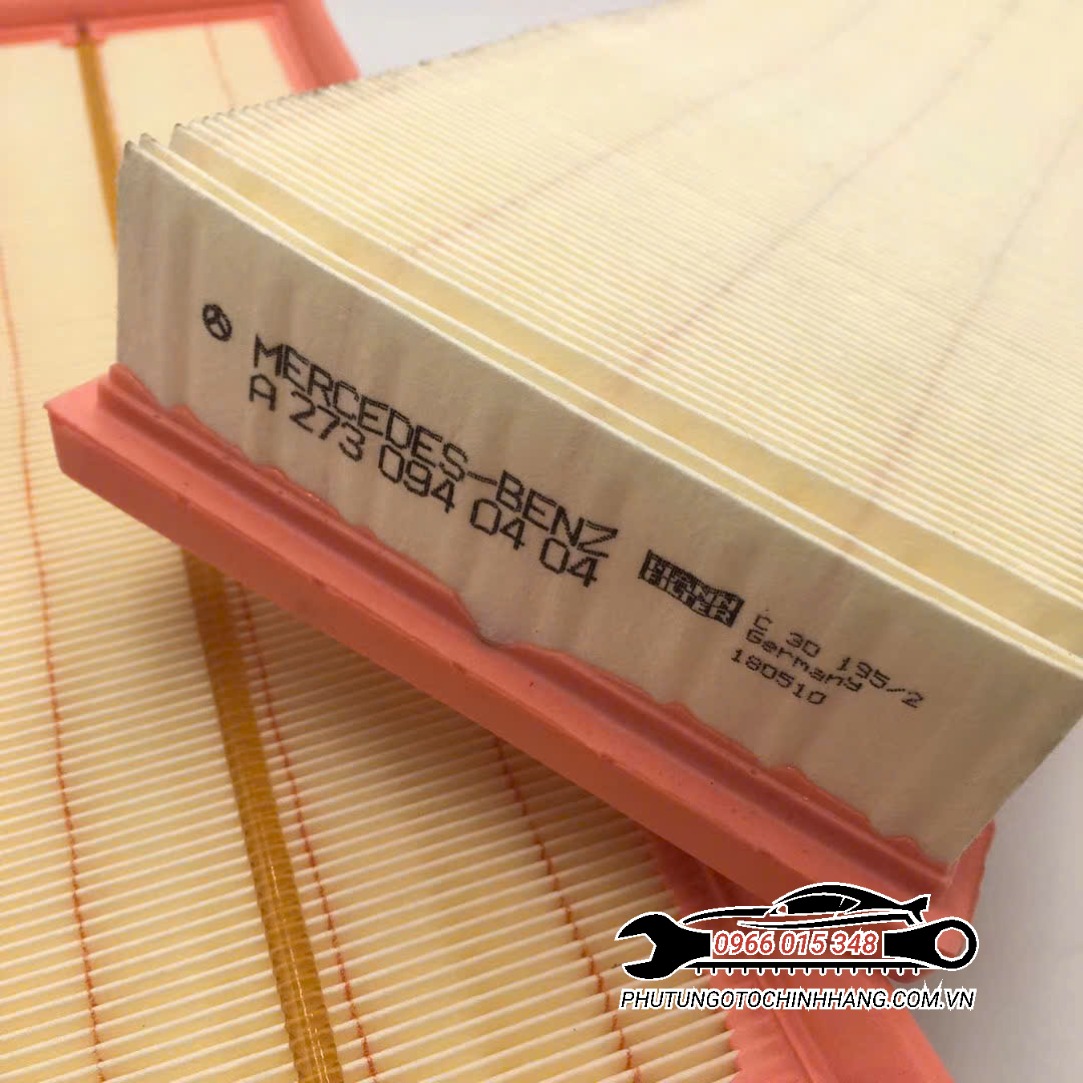 MERCEDES-BENZ
A 273 094 04 04
MANN
FILTER
C 30 195/2
Germany
180510
0966 015 348
PHUTUNGOTOCHINHHANG.COM.VN